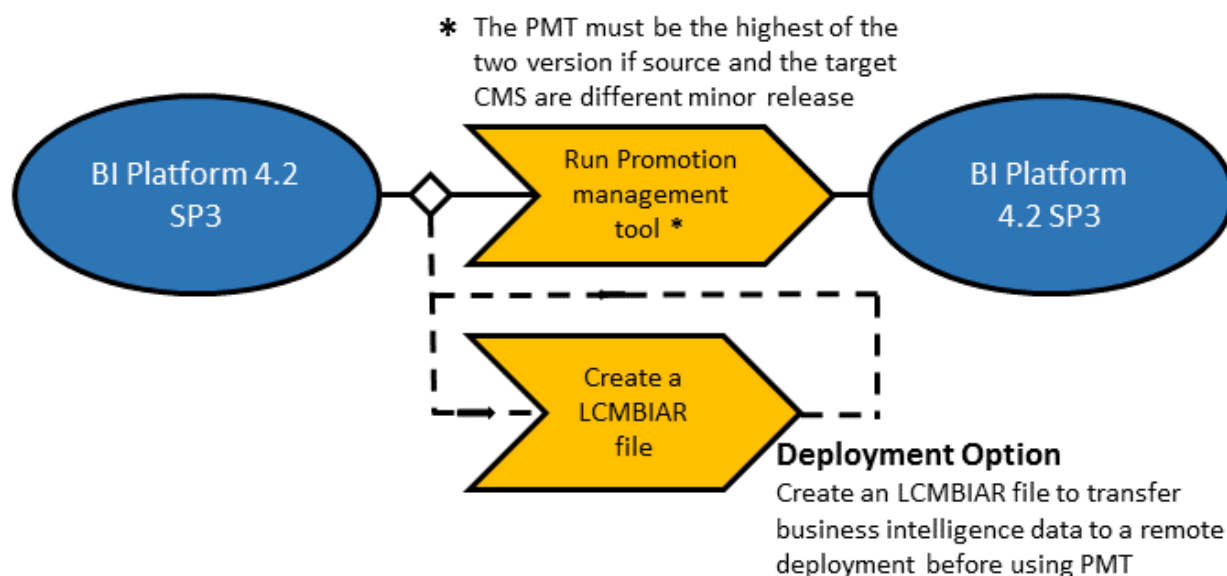 * The PMT must be the highest of the
two version if source and the target
CMS are different minor release
BI Platform 4.2
SP3
Run Promotion
management
tool *
BI Platform
4.2 SP3
Create a
LCMBIAR
file
Deployment Option
Create an LCMBIAR file to transfer
business intelligence data to a remote
deployment before using PMT